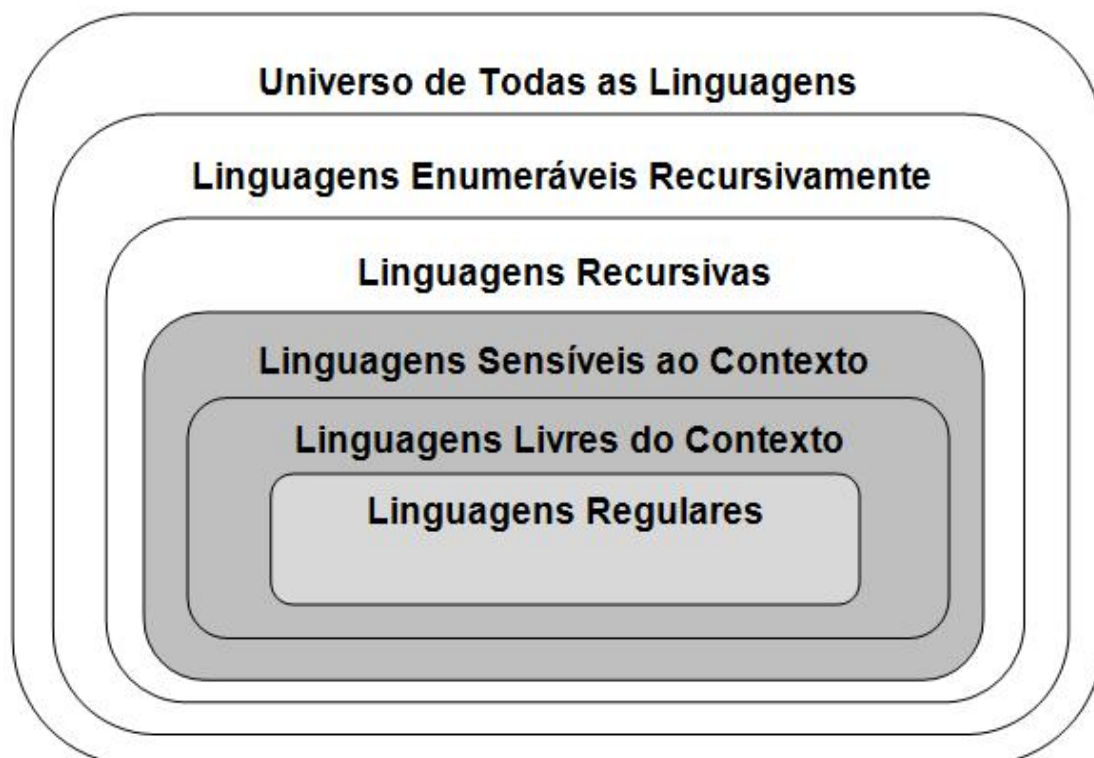 Universo de Todas as Linguagens
Linguagens Enumeráveis Recursivamente
Linguagens Recursivas
Linguagens Sensíveis ao Contexto
Linguagens Livres do Contexto
Linguagens Regulares